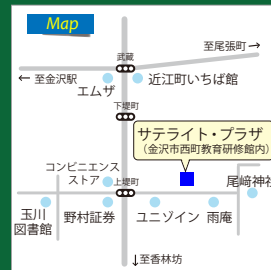 Map
至尾張町→
武蔵
←至金沢駅
近江町いちば館
エムザ
下堤町
サテライト・プラザ
(金沢市西町教育研修館内)
コンビニエンス
ストア
上堤町
尾﨑神社
玉川
図書館
野村証券
ユニゾイン
雨庵
↓至香林坊